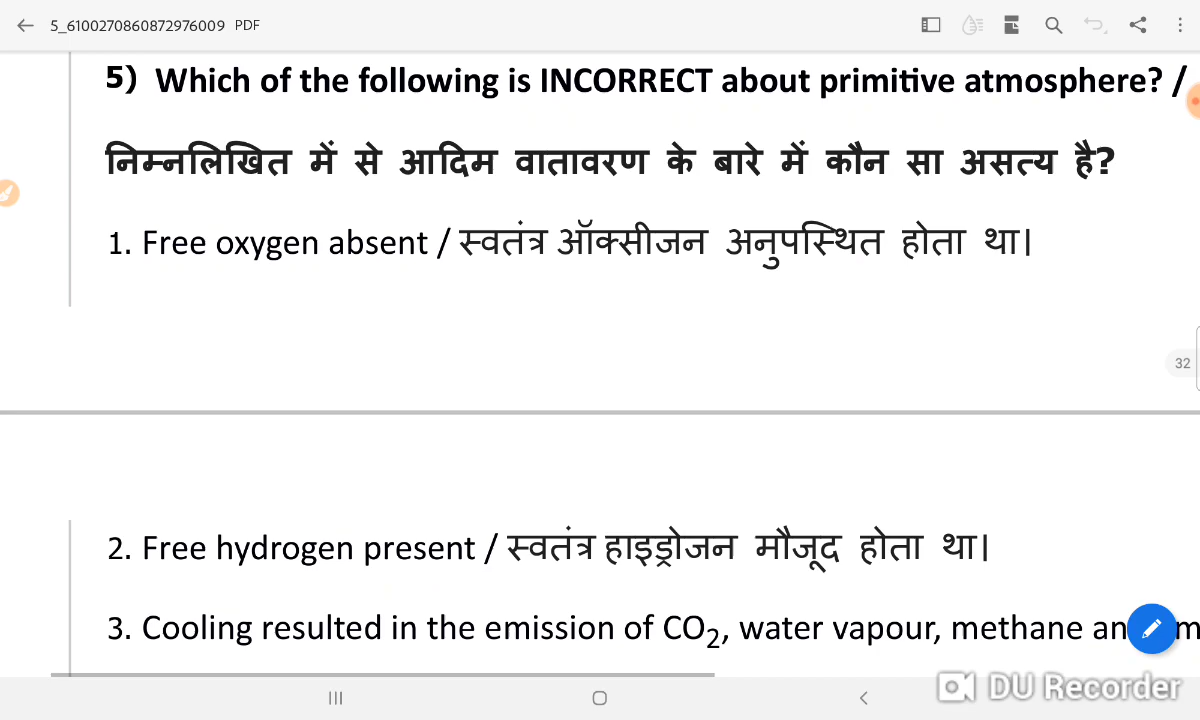 5_6100270860872976009 PDF
5) Which of the following is INCORRECT about primitive atmosphere? /
निम्नलिखित में से आदिम वातावरण के बारे में कौन सा असत्य है?
1. Free oxygen absent / स्वतंत्र ऑक्सीजन अनुपस्थित होता था।
32
2. Free hydrogen present / स्वतंत्र हाइड्रोजन मौजूद होता था।
3. Cooling resulted in the emission of CO₂, water vapour, methane
DU Recorder